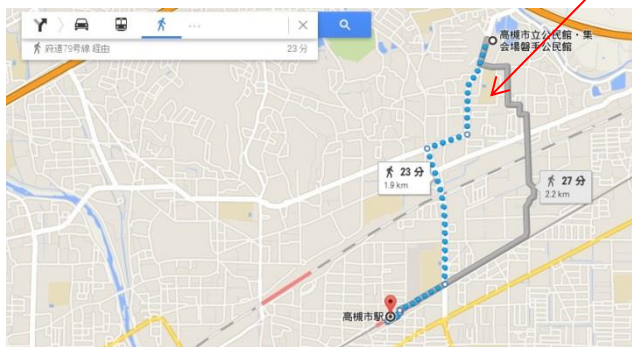 府道79号線 経由
23 分
高槻市立公民館・集
会場磐手公民館
23 分
1.9 km
27 分
2.2 km
高槻市駅